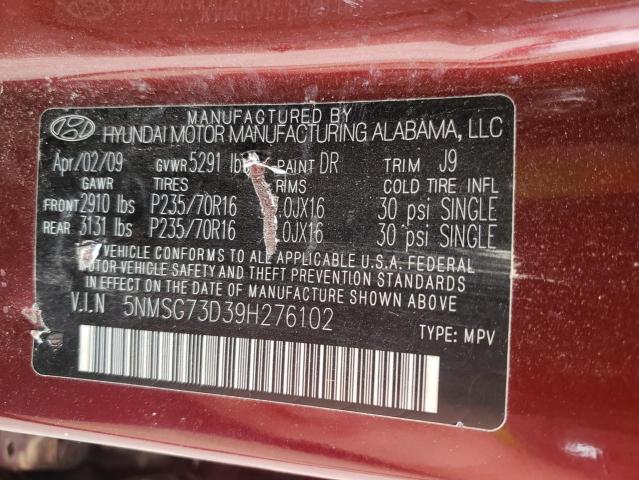 MANUFACTURED BY
HYUNDAI MOTOR MANUFACTURING ALABAMA, LLC
Apr/02/09 GVWR 5291 lbs PAINT DR TRIM J9
GAWR TIRES RIMS COLD TIRE INFL
FRONT 2910 lbs P235/70R16 .0JX16 30 psi SINGLE
REAR 3131 lbs P235/70R16 .0JX16 30 psi SINGLE
VEHICLE CONFORMS TO ALL APPLICABLE U.S.A. FEDERAL
MOTOR VEHICLE SAFETY AND THEFT PREVENTION STANDARDS
IN EFFECT ON THE DATE OF MANUFACTURE SHOWN ABOVE.
V.I.N 5NMSG73D39H276102
TYPE: MPV